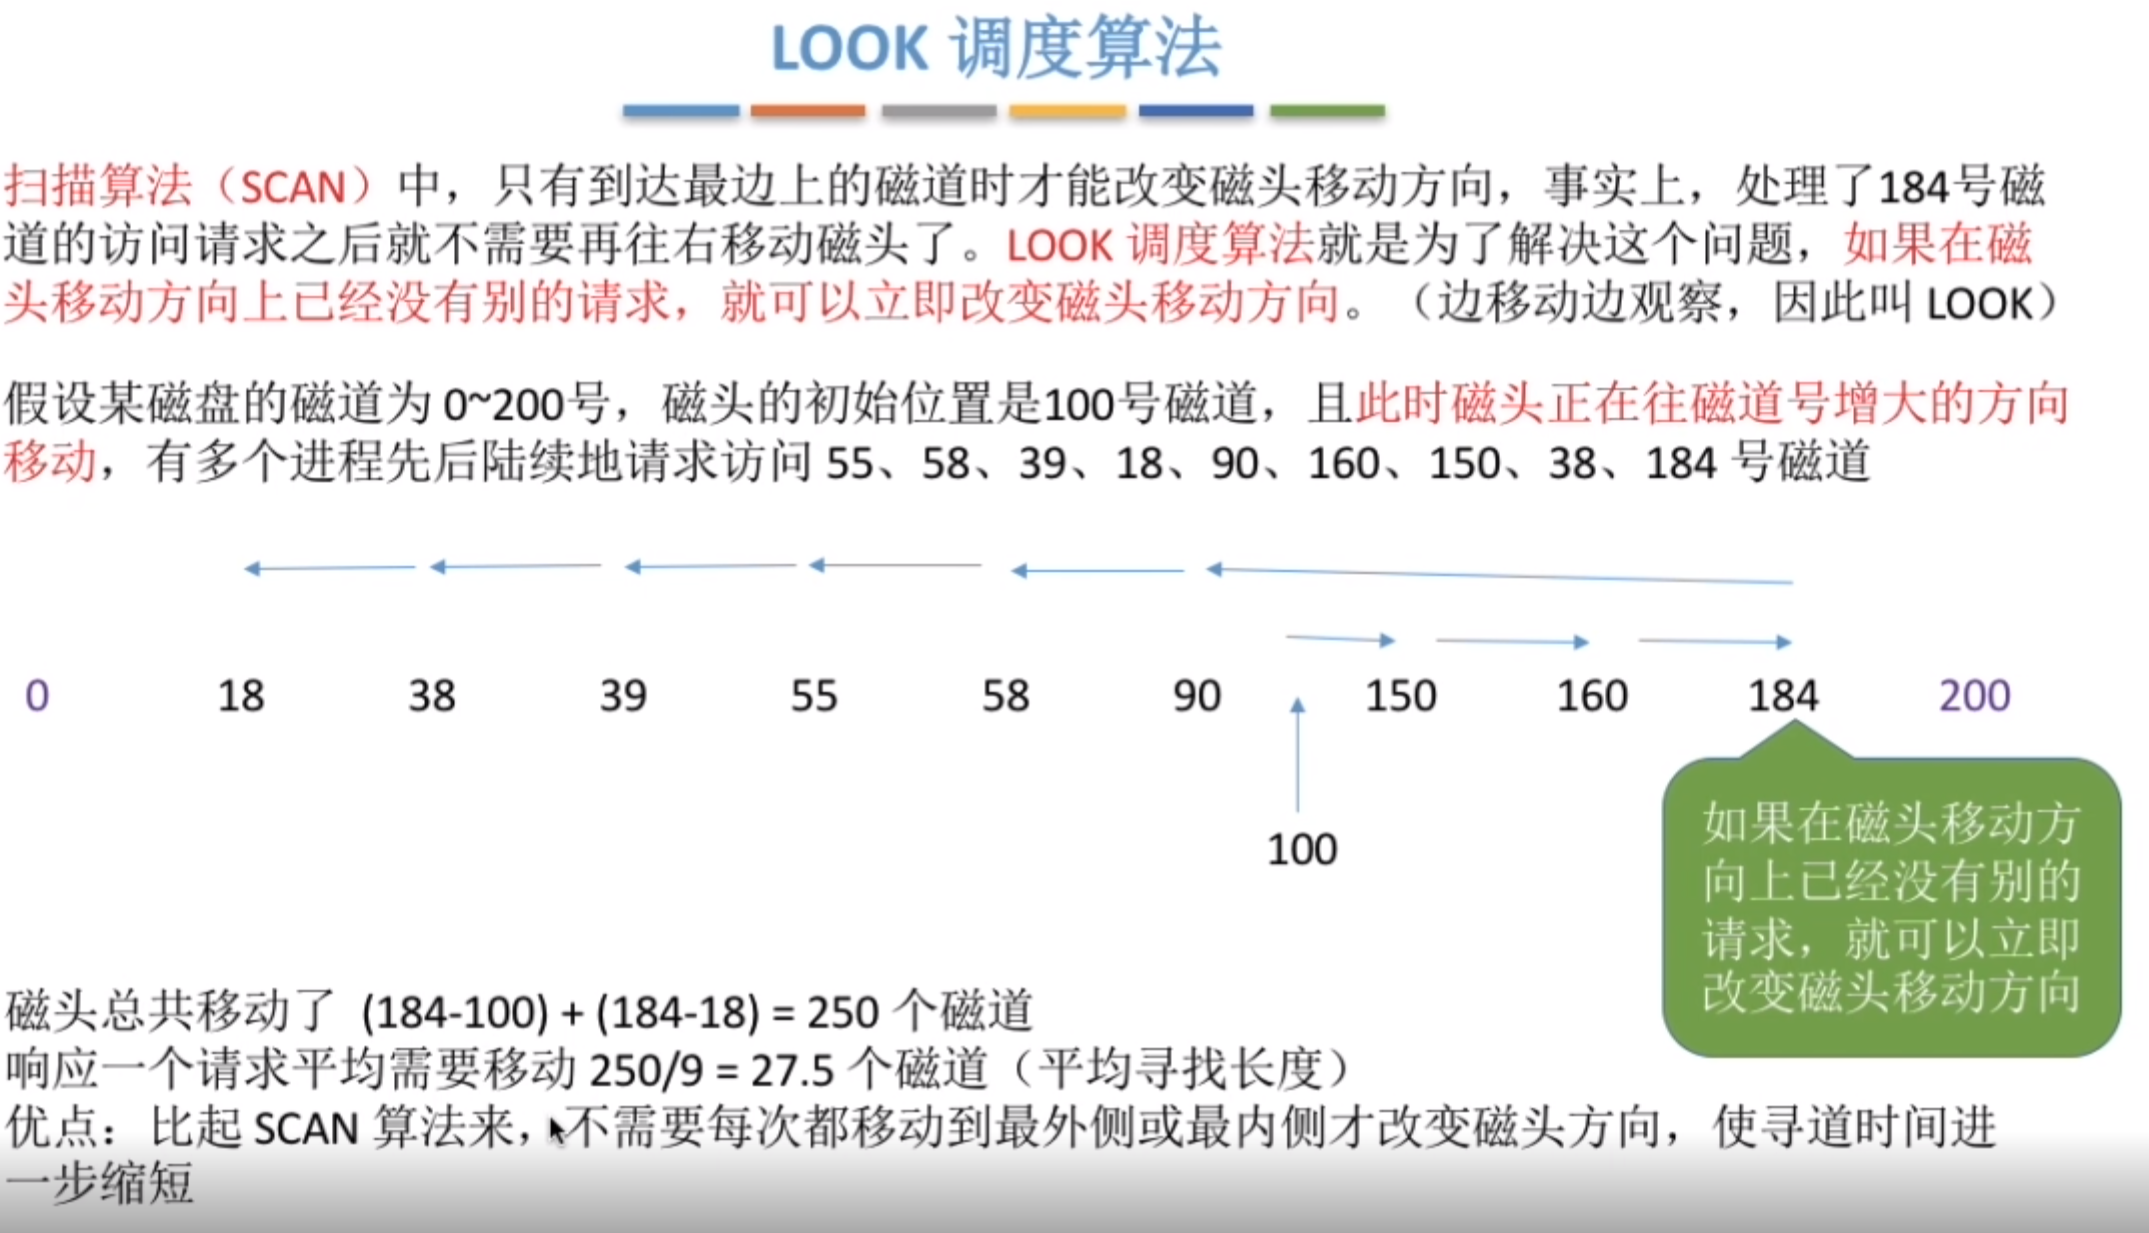 LOOK 调度算法
扫描算法（SCAN）中，只有到达最边上的磁道时才能改变磁头移动方向，事实上，处理了184号磁
道的访问请求之后就不需要再往右移动磁头了。LOOK 调度算法就是为了解决这个问题，如果在磁
头移动方向上已经没有别的请求，就可以立即改变磁头移动方向。（边移动边观察，因此叫 LOOK）
假设某磁盘的磁道为 0~200号，磁头的初始位置是100号磁道，且此时磁头正在往磁道号增大的方向
移动，有多个进程先后陆续地请求访问 55、58、39、18、90、160、150、38、184 号磁道
0 18 38 39 55 58 90 150 160 184 200
100
如果在磁头移动方
向上已经没有别的
请求，就可以立即
改变磁头移动方向
磁头总共移动了 (184-100) + (184-18) = 250 个磁道
响应一个请求平均需要移动 250/9 = 27.5 个磁道（平均寻找长度）
优点：比起 SCAN 算法来，不需要每次都移动到最外侧或最内侧才改变磁头方向，使寻道时间进
一步缩短